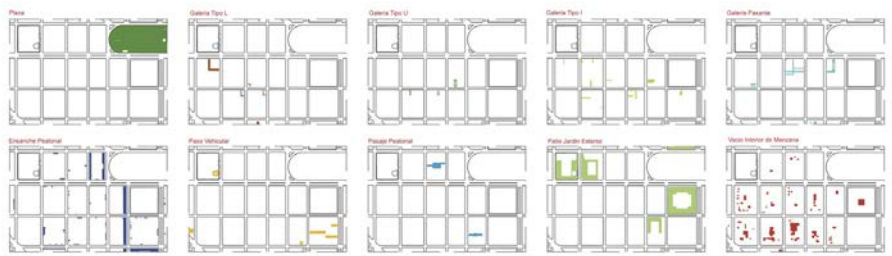 Plaza
Galeria Tipo L
Galeria Tipo U
Galeria Tipo I
Galeria Pasante
Ensanche Peatonal
Paso Vehicular
Pasaje Peatonal
Patio Jardin Externo
Vacio Interior de Manzana